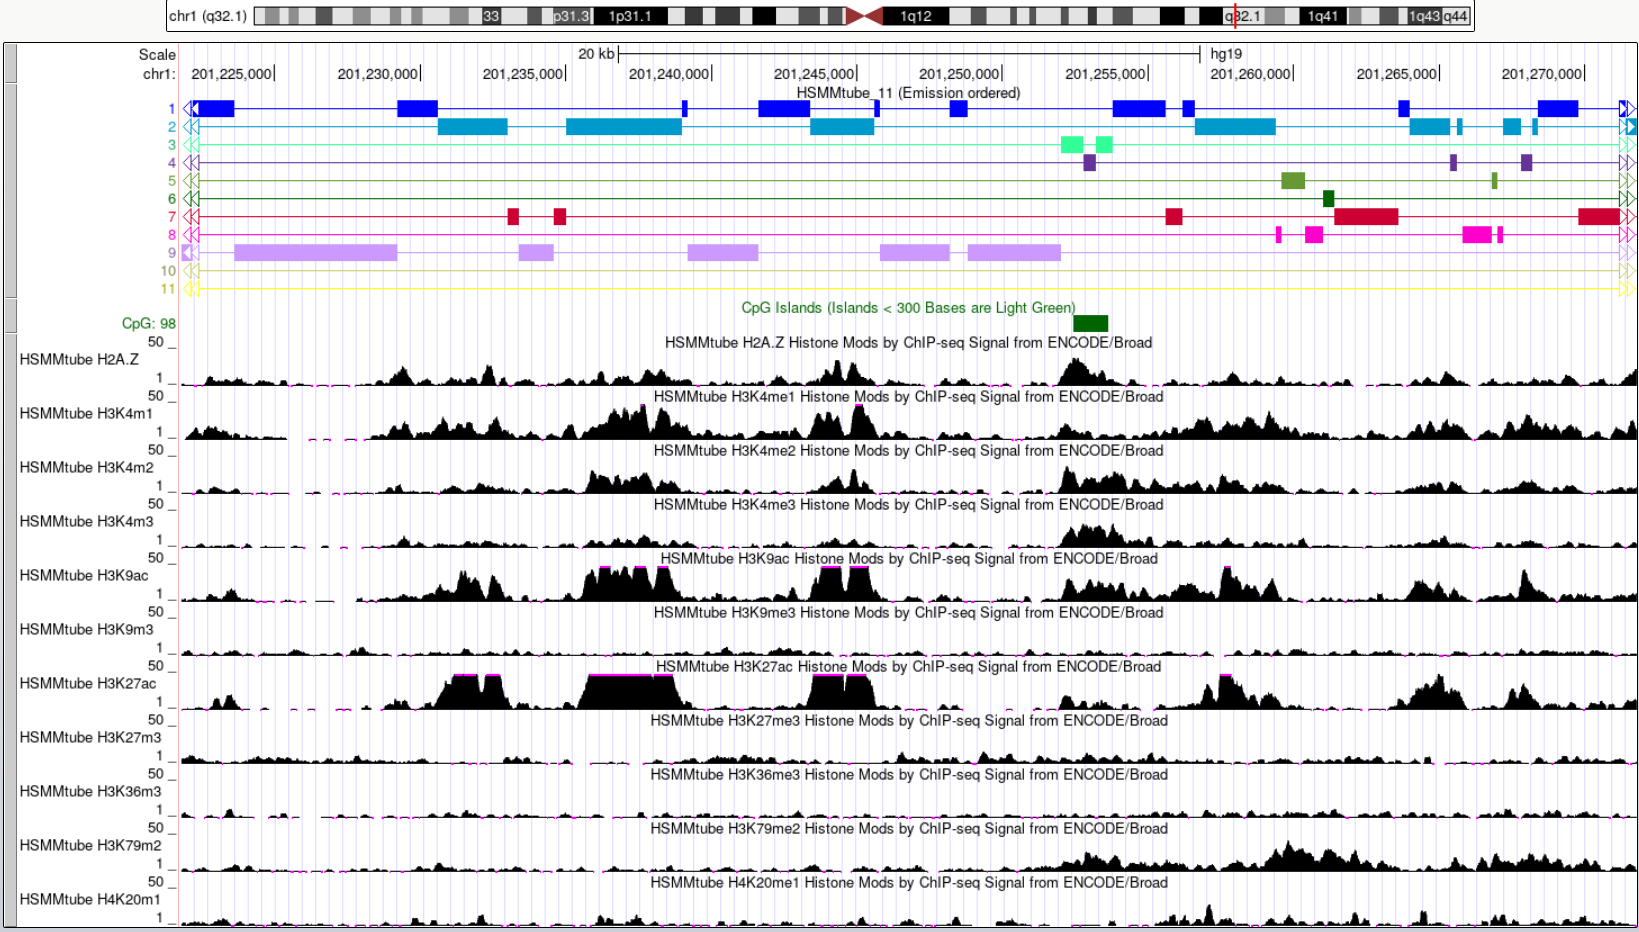 chr1 (q32.1) 33 p31.3 1p31.1 1q12 q32.1 1q41 1q43 q44
Scale 20 kb hg19
chr1: 201,225,000 201,230,000 201,235,000 201,240,000 201,245,000 201,250,000 201,255,000 201,260,000 201,265,000 201,270,000
HSMMtube_11 (Emission ordered)
1
2
3
4
5
6
7
8
9
10
11
CpG Islands (Islands < 300 Bases are Light Green)
CpG: 98
HSMMtube H2A.Z Histone Mods by ChIP-seq Signal from ENCODE/Broad
50 _
HSMMtube H2A.Z
1 _
HSMMtube H3K4me1 Histone Mods by ChIP-seq Signal from ENCODE/Broad
50 _
HSMMtube H3K4m1
1 _
HSMMtube H3K4me2 Histone Mods by ChIP-seq Signal from ENCODE/Broad
50 _
HSMMtube H3K4m2
1 _
HSMMtube H3K4me3 Histone Mods by ChIP-seq Signal from ENCODE/Broad
50 _
HSMMtube H3K4m3
1 _
HSMMtube H3K9ac Histone Mods by ChIP-seq Signal from ENCODE/Broad
50 _
HSMMtube H3K9ac
1 _
HSMMtube H3K9me3 Histone Mods by ChIP-seq Signal from ENCODE/Broad
50 _
HSMMtube H3K9m3
1 _
HSMMtube H3K27ac Histone Mods by ChIP-seq Signal from ENCODE/Broad
50 _
HSMMtube H3K27ac
1 _
HSMMtube H3K27me3 Histone Mods by ChIP-seq Signal from ENCODE/Broad
50 _
HSMMtube H3K27m3
1 _
HSMMtube H3K36me3 Histone Mods by ChIP-seq Signal from ENCODE/Broad
50 _
HSMMtube H3K36m3
1 _
HSMMtube H3K79me2 Histone Mods by ChIP-seq Signal from ENCODE/Broad
50 _
HSMMtube H3K79m2
1 _
HSMMtube H4K20me1 Histone Mods by ChIP-seq Signal from ENCODE/Broad
50 _
HSMMtube H4K20m1
1 _